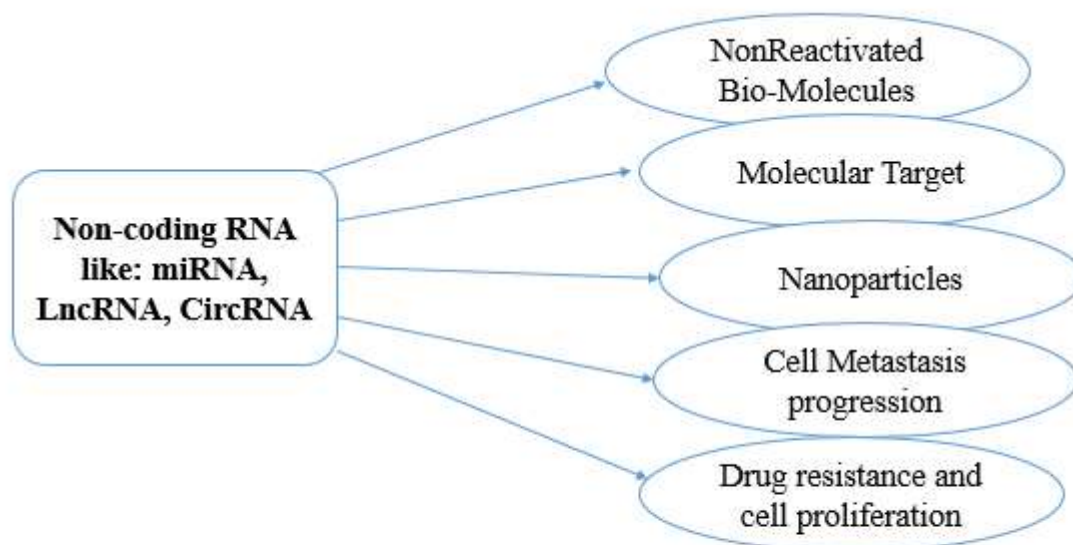 Non-coding RNA
like: miRNA,
LncRNA, CircRNA
NonReactivated
Bio-Molecules
Molecular Target
Nanoparticles
Cell Metastasis
progression
Drug resistance and
cell proliferation